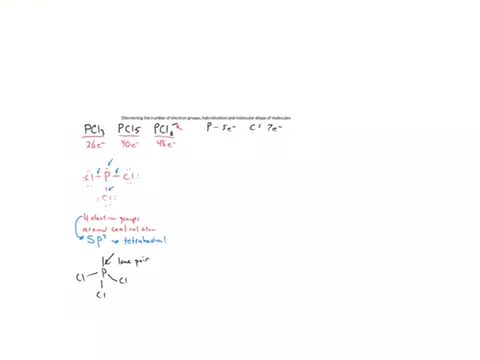 Determining the number of electron groups, hybridization and molecular shape of molecules
PCl3 PCl5 PCl6⁻ P - 5e⁻ Cl 7e⁻
26e⁻ 40e⁻ 48e⁻
:Cl - P - Cl:
:Cl:
4 electron groups
around central atom
Sp³ → tetrahedral
lone pair
P
Cl Cl
Cl